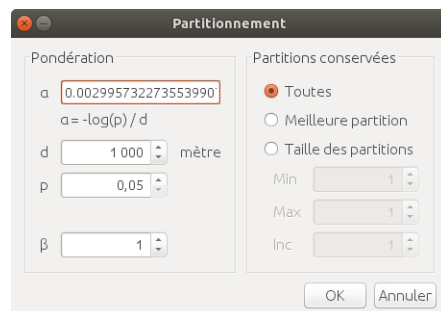 Partitionnement
Pondération
α 0.0029957322735539907
α = -log(p) / d
d 1 000 mètre
p 0,05
β 1
Partitions conservées
Toutes
Meilleure partition
Taille des partitions
Min 1
Max 1
Inc 1
OK Annuler